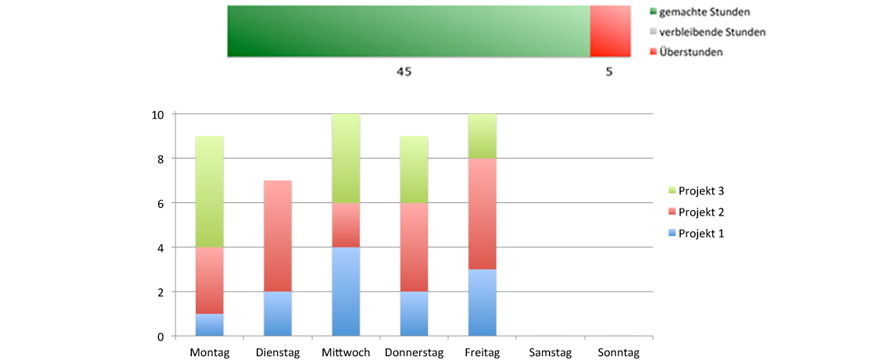 gemachte Stunden
verbleibende Stunden
Überstunden
45 5
10
8
6
4
2
0
Projekt 3
Projekt 2
Projekt 1
Montag Dienstag Mittwoch Donnerstag Freitag Samstag Sonntag